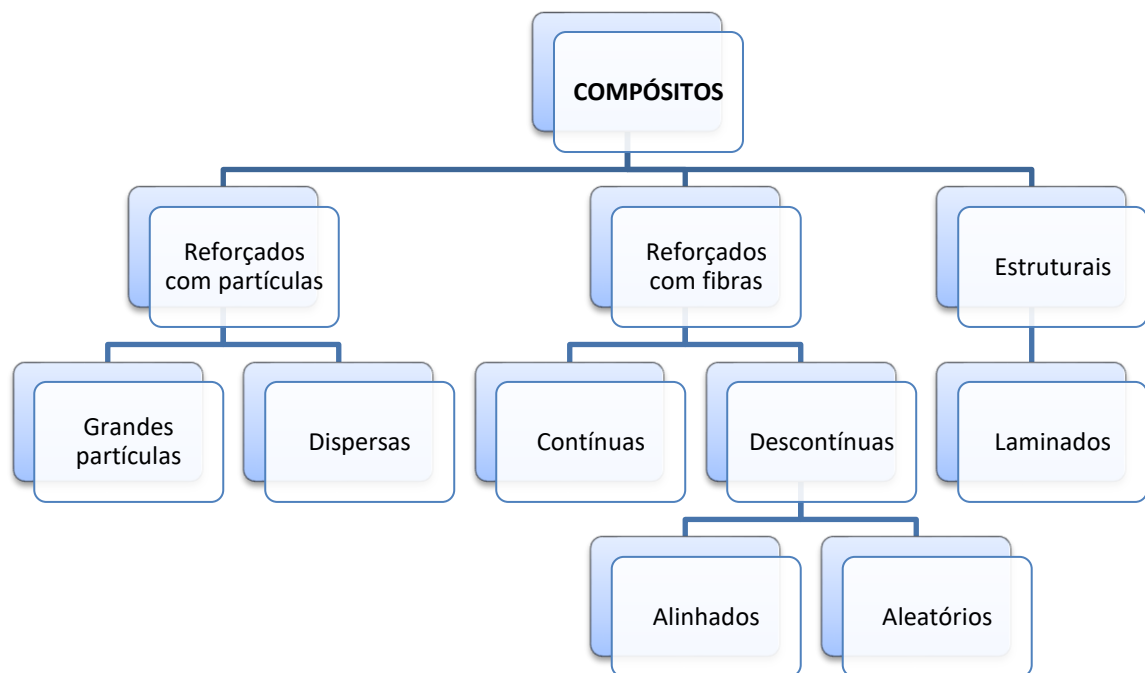 COMPÓSITOS
Reforçados
com partículas
Reforçados
com fibras
Estruturais
Grandes
partículas
Dispersas
Contínuas
Descontínuas
Laminados
Alinhados
Aleatórios